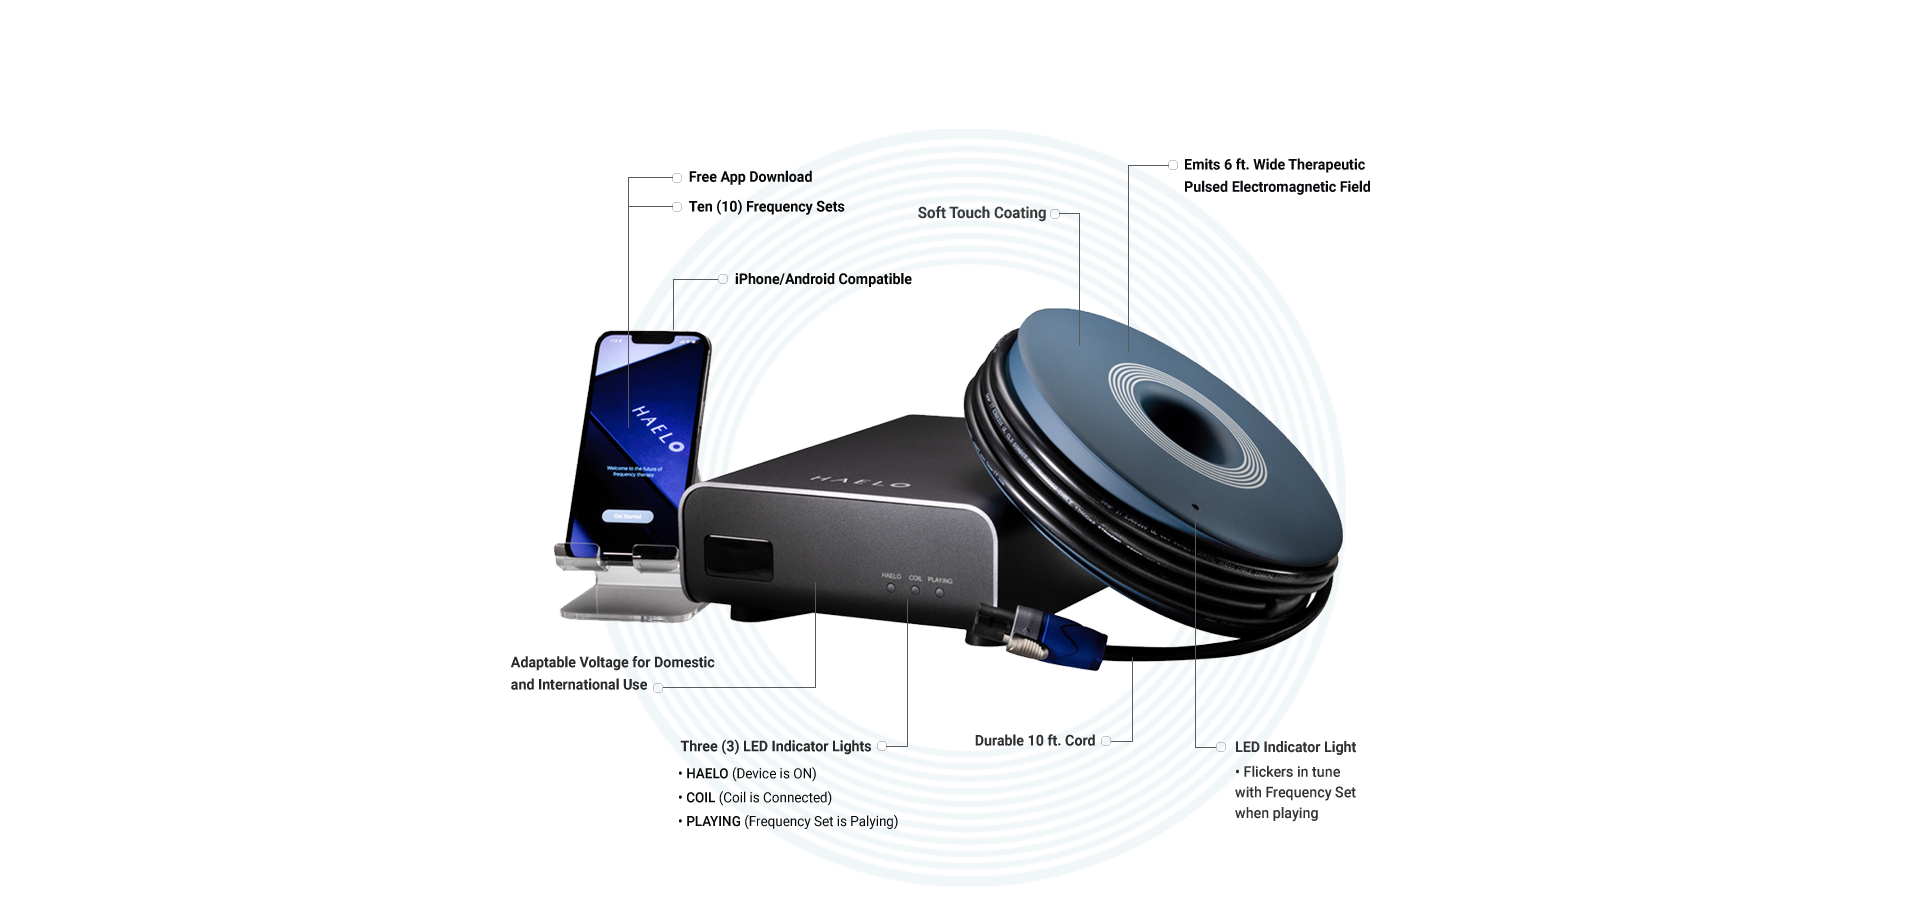 Free App Download
Ten (10) Frequency Sets
iPhone/Android Compatible
Soft Touch Coating
Emits 6 ft. Wide Therapeutic
Pulsed Electromagnetic Field
HAELO
Welcome to the future of
frequency therapy
Get Started
HAELO
HAELO COIL PLAYING
Adaptable Voltage for Domestic
and International Use
Three (3) LED Indicator Lights
• HAELO (Device is ON)
• COIL (Coil is Connected)
• PLAYING (Frequency Set is Palying)
Durable 10 ft. Cord
LED Indicator Light
• Flickers in tune
with Frequency Set
when playing